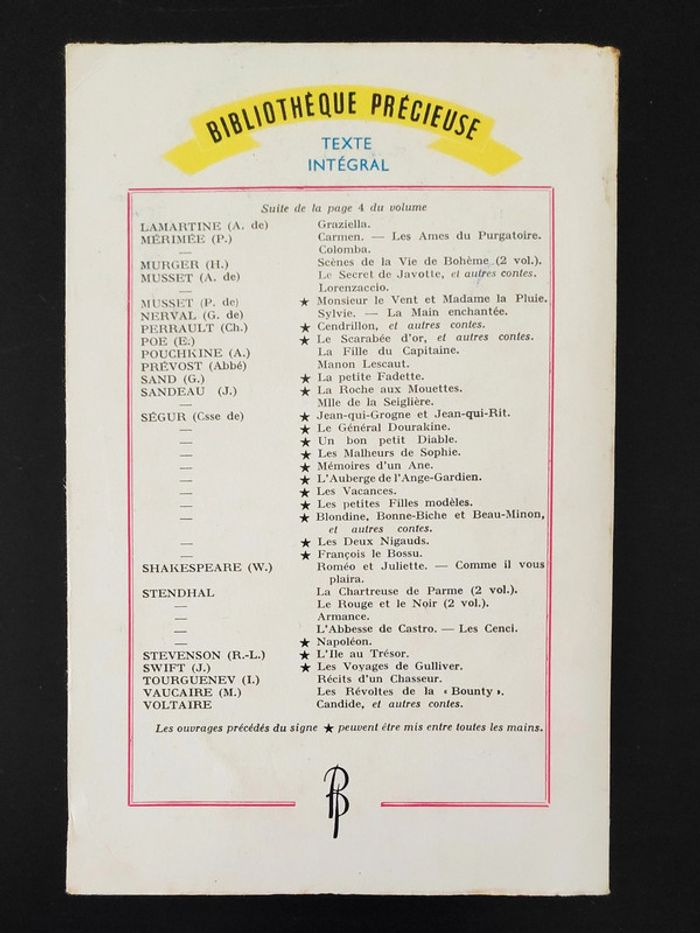 BIBLIOTHÈQUE PRÉCIEUSE
TEXTE
INTÉGRAL
Suite de la page 4 du volume
LAMARTINE (A. de) Graziella.
MÉRIMÉE (P.) Carmen. — Les Ames du Purgatoire.
— Colomba.
MURGER (H.) Scènes de la Vie de Bohème (2 vol.).
MUSSET (A. de) Le Secret de Javotte, et autres contes.
— Lorenzaccio.
MUSSET (P. de) ★ Monsieur le Vent et Madame la Pluie.
NERVAL (G. de) Sylvie. — La Main enchantée.
PERRAULT (Ch.) ★ Cendrillon, et autres contes.
POE (E.) ★ Le Scarabée d'or, et autres contes.
POUCHKINE (A.) La Fille du Capitaine.
PRÉVOST (Abbé) Manon Lescaut.
SAND (G.) ★ La petite Fadette.
SANDEAU (J.) ★ La Roche aux Mouettes.
— Mlle de la Seiglière.
SÉGUR (Csse de) ★ Jean-qui-Grogne et Jean-qui-Rit.
— ★ Le Général Dourakine.
— ★ Un bon petit Diable.
— ★ Les Malheurs de Sophie.
— ★ Mémoires d'un Ane.
— ★ L'Auberge de l'Ange-Gardien.
— ★ Les Vacances.
— ★ Les petites Filles modèles.
— ★ Blondine, Bonne-Biche et Beau-Minon,
et autres contes.
— ★ Les Deux Nigauds.
— ★ François le Bossu.
SHAKESPEARE (W.) Roméo et Juliette. — Comme il vous
plaira.
STENDHAL La Chartreuse de Parme (2 vol.).
— Le Rouge et le Noir (2 vol.).
— Armance.
— L'Abbesse de Castro. — Les Cenci.
— ★ Napoléon.
STEVENSON (R.-L.) ★ L'Ile au Trésor.
SWIFT (J.) ★ Les Voyages de Gulliver.
TOURGUENEV (I.) Récits d'un Chasseur.
VAUCAIRE (M.) Les Révoltes de la « Bounty ».
VOLTAIRE Candide, et autres contes.
Les ouvrages précédés du signe ★ peuvent être mis entre toutes les mains.
BP